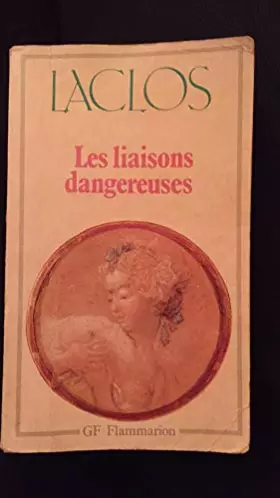 LACLOS
Les liaisons
dangereuses
GF Flammarion